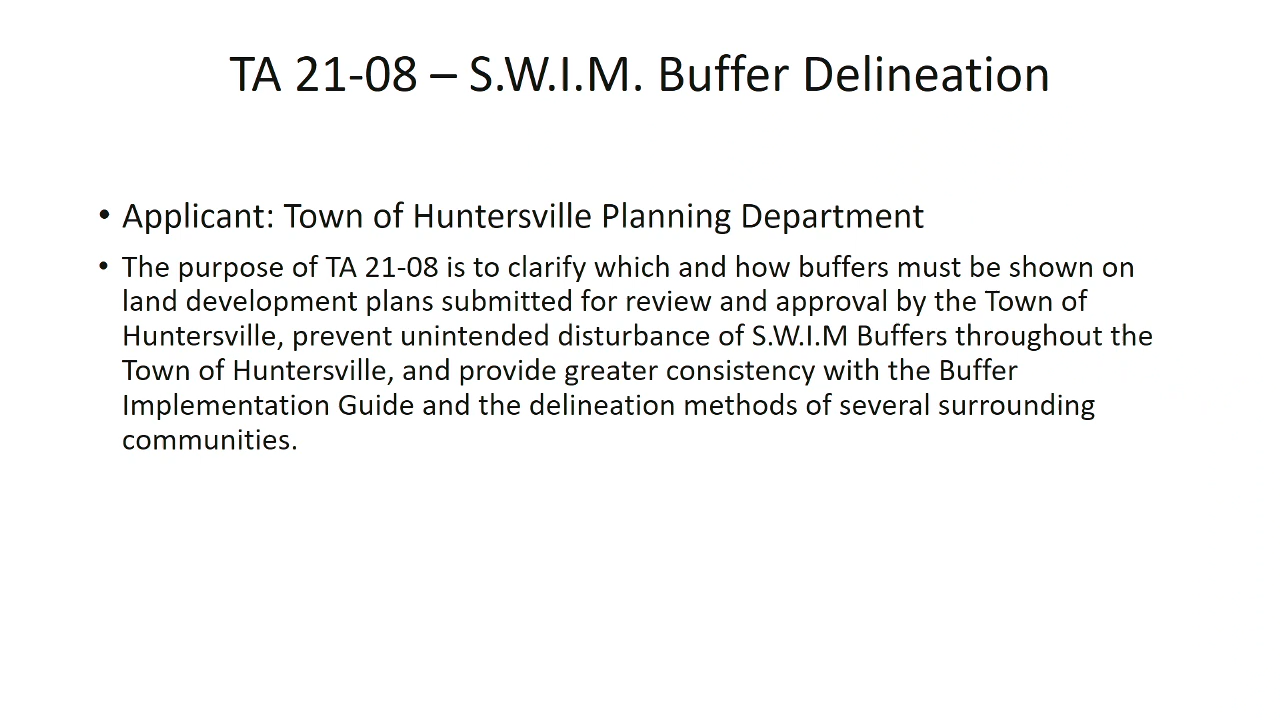 TA 21-08 – S.W.I.M. Buffer Delineation
• Applicant: Town of Huntersville Planning Department
• The purpose of TA 21-08 is to clarify which and how buffers must be shown on
land development plans submitted for review and approval by the Town of
Huntersville, prevent unintended disturbance of S.W.I.M Buffers throughout the
Town of Huntersville, and provide greater consistency with the Buffer
Implementation Guide and the delineation methods of several surrounding
communities.